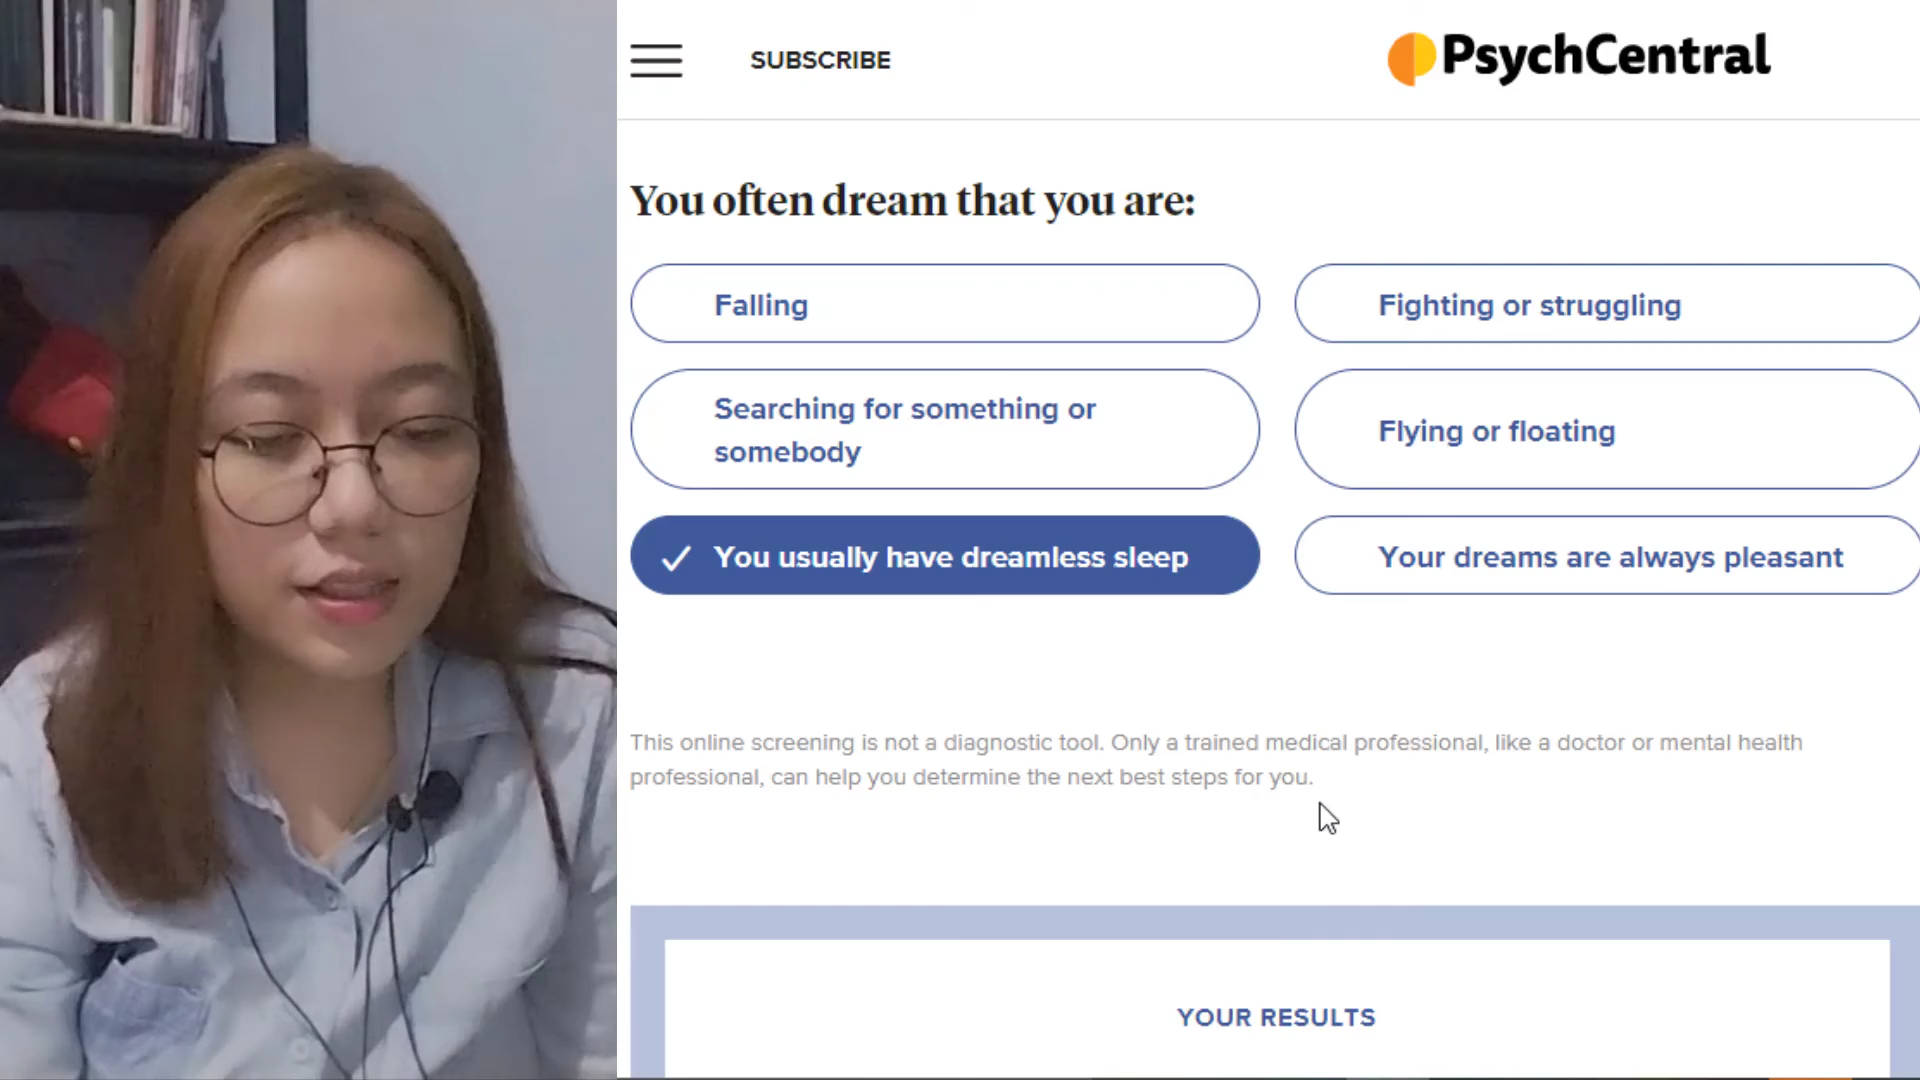 SUBSCRIBE
PsychCentral
You often dream that you are:
Falling
Fighting or struggling
Searching for something or
somebody
Flying or floating
You usually have dreamless sleep
Your dreams are always pleasant
This online screening is not a diagnostic tool. Only a trained medical professional, like a doctor or mental health
professional, can help you determine the next best steps for you.
YOUR RESULTS